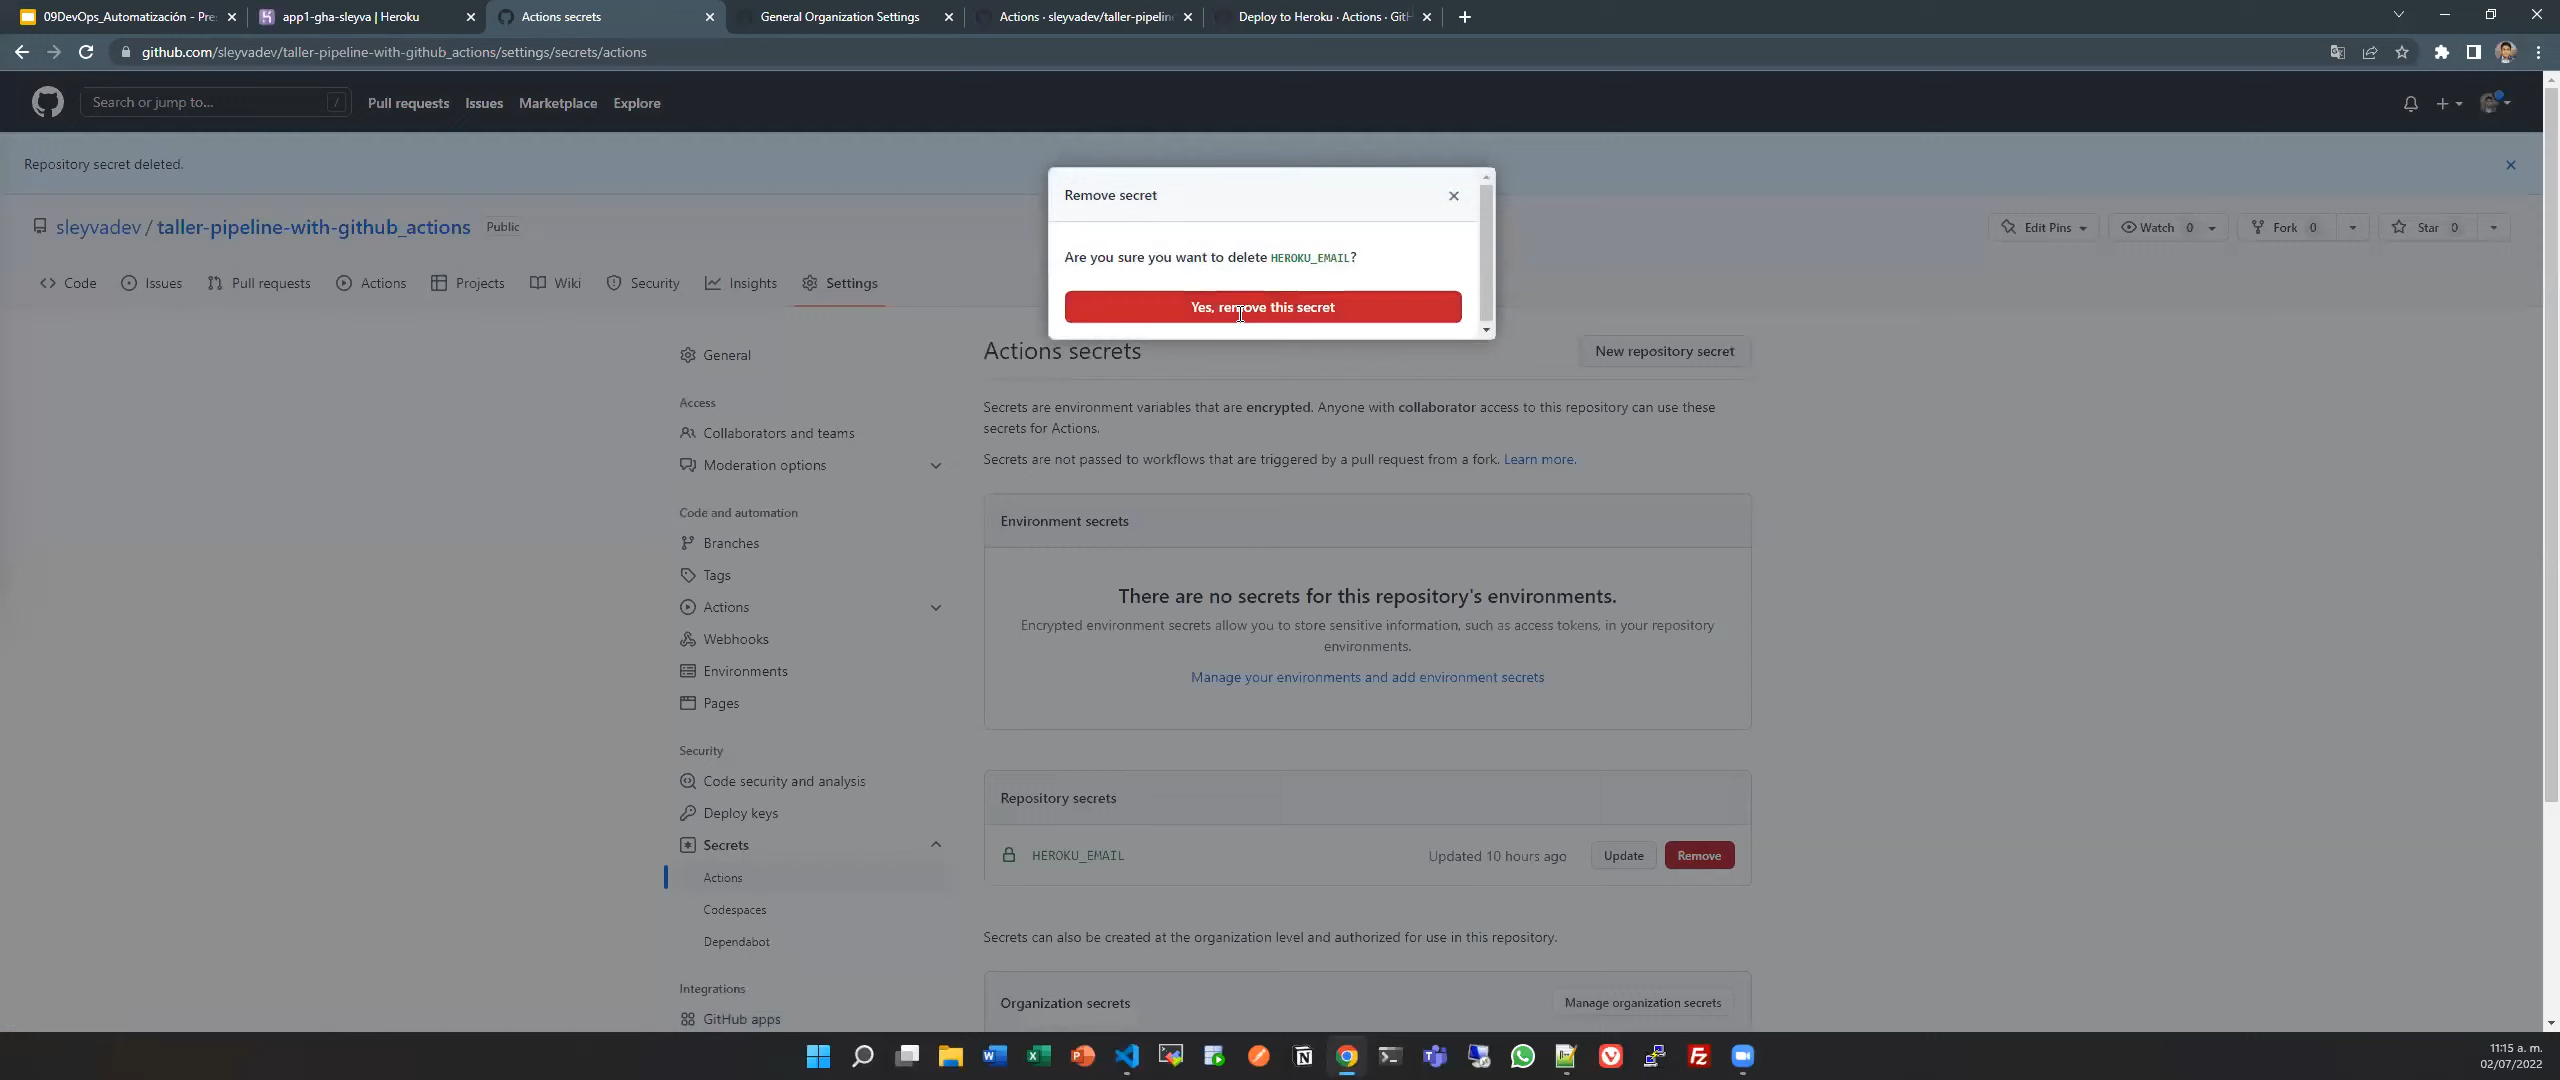 09DevOps_Automatización - Pre
app1-gha-sleyva | Heroku
Actions secrets
General Organization Settings
Actions · sleyvadev/taller-pipelin
Deploy to Heroku · Actions · GitH
github.com/sleyvadev/taller-pipeline-with-github_actions/settings/secrets/actions
Search or jump to...
/
Pull requests
Issues
Marketplace
Explore
Repository secret deleted.
Remove secret
Are you sure you want to delete HEROKU_EMAIL?
Yes, remove this secret
sleyvadev / taller-pipeline-with-github_actions
Public
Edit Pins
Watch 0
Fork 0
Star 0
Code
Issues
Pull requests
Actions
Projects
Wiki
Security
Insights
Settings
General
Access
Collaborators and teams
Moderation options
Code and automation
Branches
Tags
Actions
Webhooks
Environments
Pages
Security
Code security and analysis
Deploy keys
Secrets
Actions
Codespaces
Dependabot
Integrations
GitHub apps
Actions secrets
New repository secret
Secrets are environment variables that are encrypted. Anyone with collaborator access to this repository can use these
secrets for Actions.
Secrets are not passed to workflows that are triggered by a pull request from a fork. Learn more.
Environment secrets
There are no secrets for this repository's environments.
Encrypted environment secrets allow you to store sensitive information, such as access tokens, in your repository
environments.
Manage your environments and add environment secrets
Repository secrets
HEROKU_EMAIL
Updated 10 hours ago
Update
Remove
Secrets can also be created at the organization level and authorized for use in this repository.
Organization secrets
Manage organization secrets
11:15 a. m.
02/07/2022